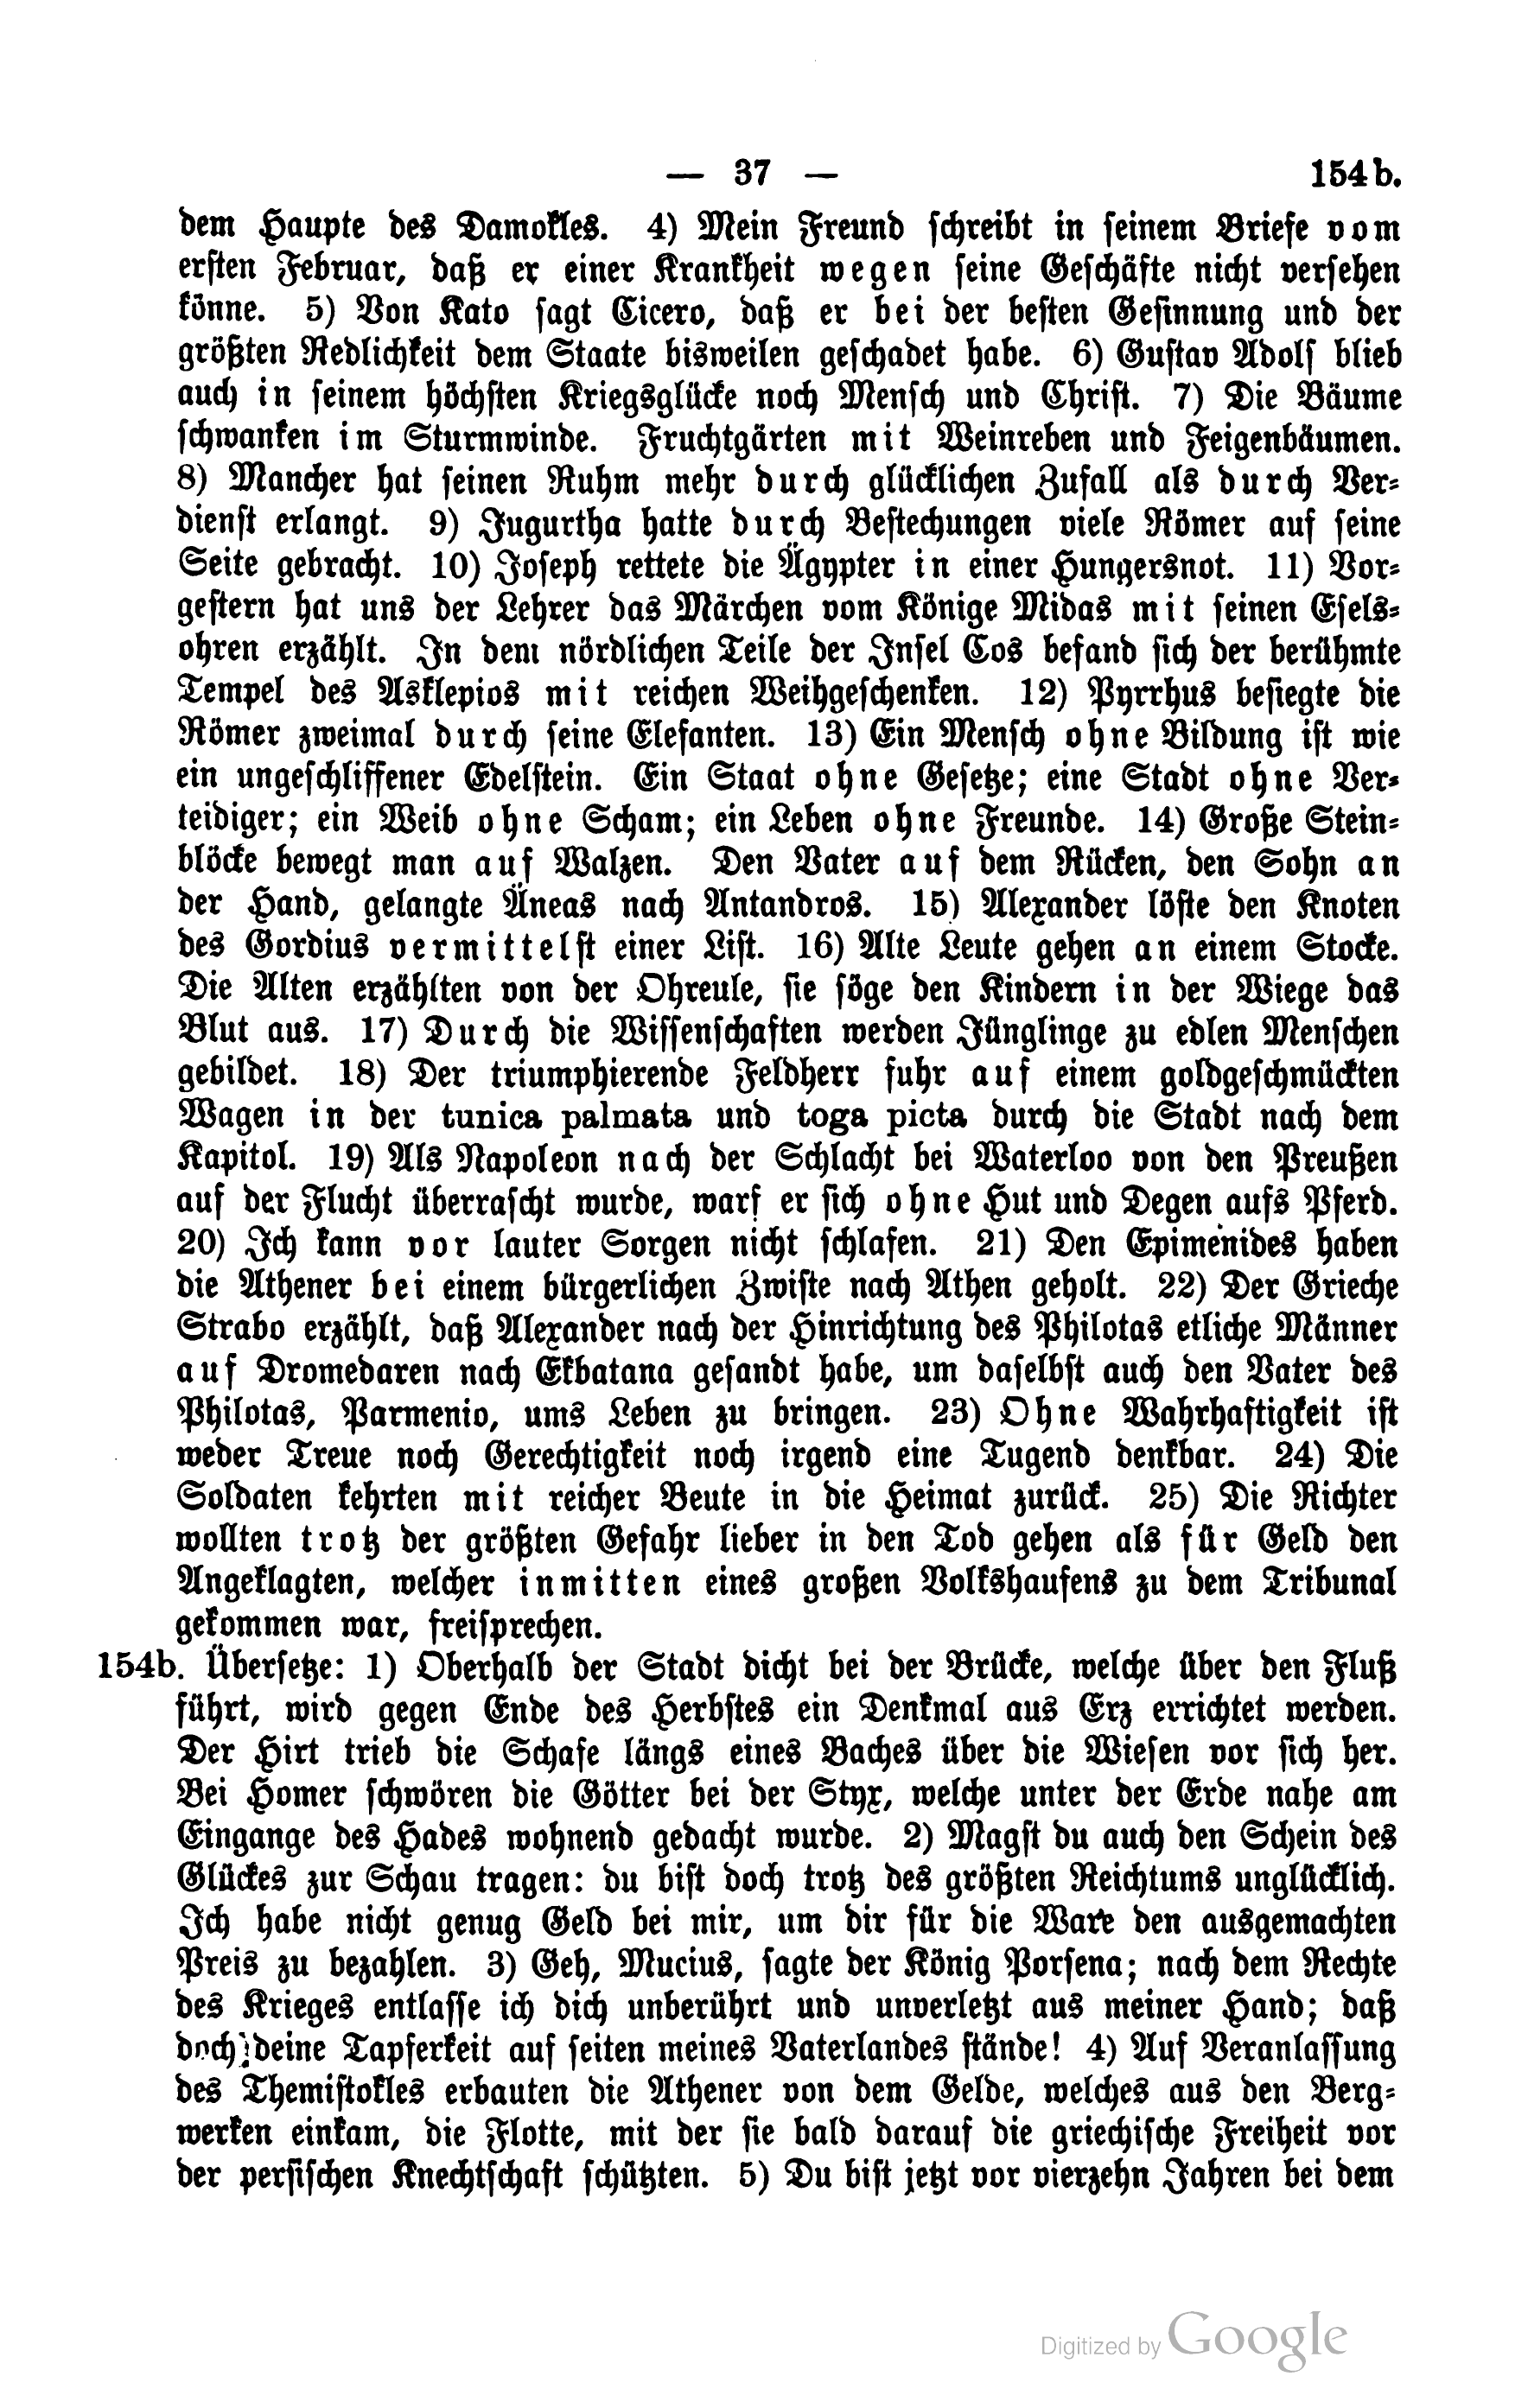 — 37 —
154b.
dem Haupte des Damokles. 4) Mein Freund schreibt in seinem Briefe vom
ersten Februar, daß er einer Krankheit wegen seine Geschäfte nicht versehen
könne. 5) Von Kato sagt Cicero, daß er bei der besten Gesinnung und der
größten Redlichkeit dem Staate bisweilen geschadet habe. 6) Gustav Adolf blieb
auch in seinem höchsten Kriegsglücke noch Mensch und Christ. 7) Die Bäume
schwanken im Sturmwinde. Fruchtgärten mit Weinreben und Feigenbäumen.
8) Mancher hat seinen Ruhm mehr durch glücklichen Zufall als durch Ver-
dienst erlangt. 9) Jugurtha hatte durch Bestechungen viele Römer auf seine
Seite gebracht. 10) Joseph rettete die Ägypter in einer Hungersnot. 11) Vor-
gestern hat uns der Lehrer das Märchen vom Könige Midas mit seinen Esels-
ohren erzählt. In dem nördlichen Teile der Insel Cos befand sich der berühmte
Tempel des Asklepios mit reichen Weihgeschenken. 12) Pyrrhus besiegte die
Römer zweimal durch seine Elefanten. 13) Ein Mensch ohne Bildung ist wie
ein ungeschliffener Edelstein. Ein Staat ohne Gesetze; eine Stadt ohne Ver-
teidiger; ein Weib ohne Scham; ein Leben ohne Freunde. 14) Große Stein-
blöcke bewegt man auf Walzen. Den Vater auf dem Rücken, den Sohn an
der Hand, gelangte Äneas nach Antandros. 15) Alexander löste den Knoten
des Gordius vermittelst einer List. 16) Alte Leute gehen an einem Stocke.
Die Alten erzählten von der Ohreule, sie söge den Kindern in der Wiege das
Blut aus. 17) Durch die Wissenschaften werden Jünglinge zu edlen Menschen
gebildet. 18) Der triumphierende Feldherr fuhr auf einem goldgeschmückten
Wagen in der tunica palmata und toga picta durch die Stadt nach dem
Kapitol. 19) Als Napoleon nach der Schlacht bei Waterloo von den Preußen
auf der Flucht überrascht wurde, warf er sich ohne Hut und Degen aufs Pferd.
20) Ich kann vor lauter Sorgen nicht schlafen. 21) Den Epimenides haben
die Athener bei einem bürgerlichen Zwiste nach Athen geholt. 22) Der Grieche
Strabo erzählt, daß Alexander nach der Hinrichtung des Philotas etliche Männer
auf Dromedaren nach Ekbatana gesandt habe, um daselbst auch den Vater des
Philotas, Parmenio, ums Leben zu bringen. 23) Ohne Wahrhaftigkeit ist
weder Treue noch Gerechtigkeit noch irgend eine Tugend denkbar. 24) Die
Soldaten kehrten mit reicher Beute in die Heimat zurück. 25) Die Richter
wollten trotz der größten Gefahr lieber in den Tod gehen als für Geld den
Angeklagten, welcher inmitten eines großen Volkshaufens zu dem Tribunal
gekommen war, freisprechen.
154b. Übersetze: 1) Oberhalb der Stadt dicht bei der Brücke, welche über den Fluß
führt, wird gegen Ende des Herbstes ein Denkmal aus Erz errichtet werden.
Der Hirt trieb die Schafe längs eines Baches über die Wiesen vor sich her.
Bei Homer schwören die Götter bei der Styx, welche unter der Erde nahe am
Eingange des Hades wohnend gedacht wurde. 2) Magst du auch den Schein des
Glückes zur Schau tragen: du bist doch trotz des größten Reichtums unglücklich.
Ich habe nicht genug Geld bei mir, um dir für die Ware den ausgemachten
Preis zu bezahlen. 3) Geh, Mucius, sagte der König Porsena; nach dem Rechte
des Krieges entlasse ich dich unberührt und unverletzt aus meiner Hand; daß
doch deine Tapferkeit auf seiten meines Vaterlandes stände! 4) Auf Veranlassung
des Themistokles erbauten die Athener von dem Gelde, welches aus den Berg-
werken einkam, die Flotte, mit der sie bald darauf die griechische Freiheit vor
der persischen Knechtschaft schützten. 5) Du bist jetzt vor vierzehn Jahren bei dem
Digitized by Google